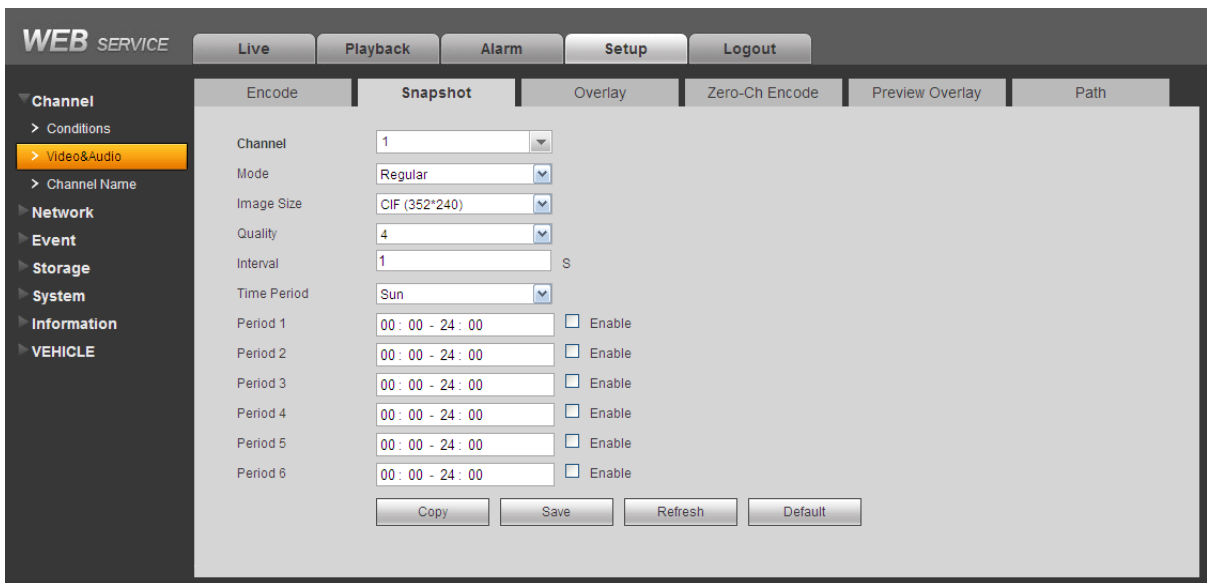 WEB SERVICE
Live Playback Alarm Setup Logout
Channel
> Conditions
> Video&Audio
> Channel Name
Network
Event
Storage
System
Information
VEHICLE
Encode Snapshot Overlay Zero-Ch Encode Preview Overlay Path
Channel 1
Mode Regular
Image Size CIF (352*240)
Quality 4
Interval 1 S
Time Period Sun
Period 1 00 : 00 - 24 : 00 Enable
Period 2 00 : 00 - 24 : 00 Enable
Period 3 00 : 00 - 24 : 00 Enable
Period 4 00 : 00 - 24 : 00 Enable
Period 5 00 : 00 - 24 : 00 Enable
Period 6 00 : 00 - 24 : 00 Enable
Copy Save Refresh Default